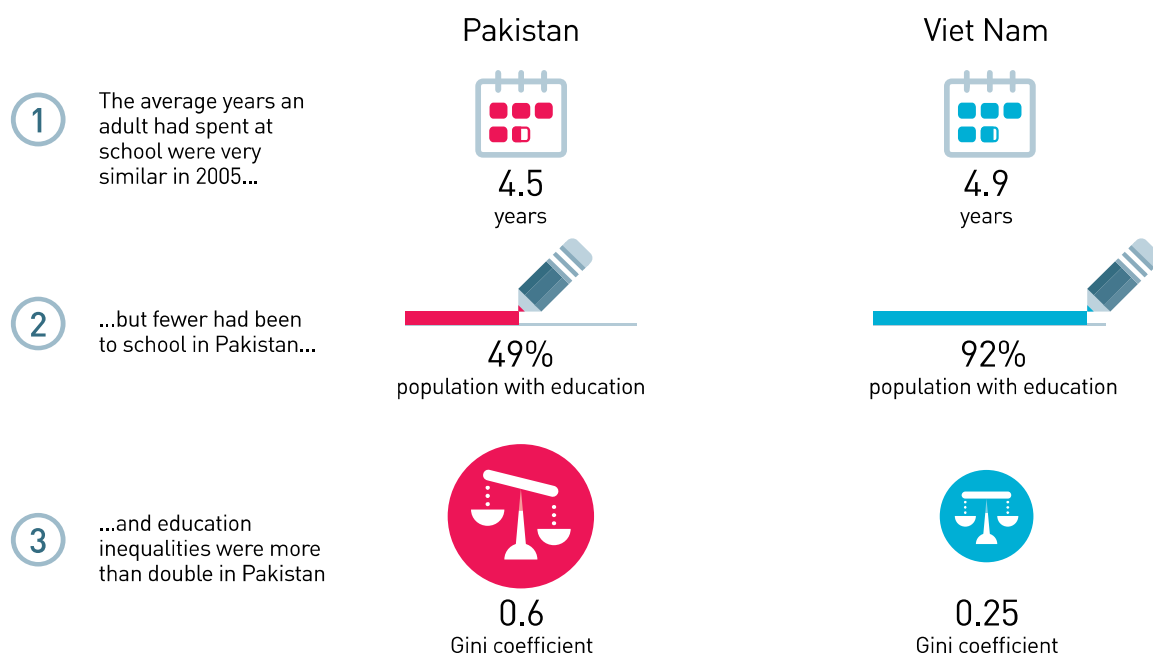 Pakistan
Viet Nam
1
The average years an
adult had spent at
school were very
similar in 2005...
4.5
years
4.9
years
2
...but fewer had been
to school in Pakistan...
49%
population with education
92%
population with education
3
...and education
inequalities were more
than double in Pakistan
0.6
Gini coefficient
0.25
Gini coefficient